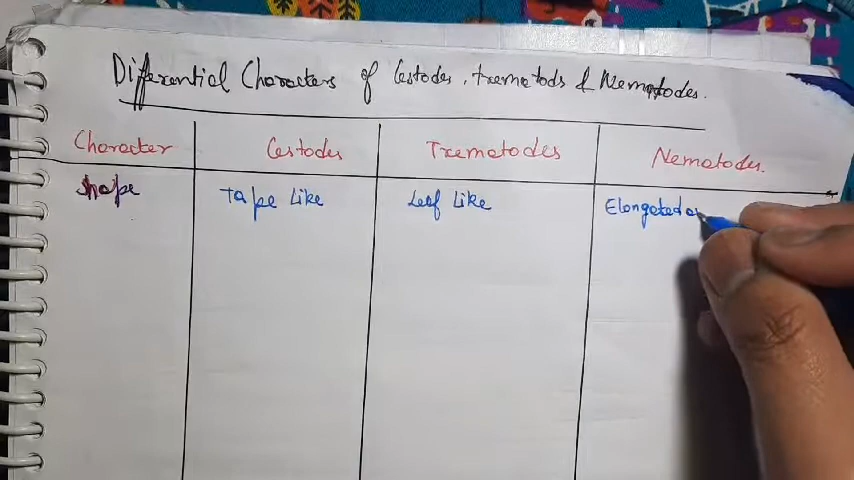 Differential Characters of Cestodes, trematods & Nematodes.
Character Cestodes Trematodes Nematodes.
Shape Tape Like Leaf Like Elongated